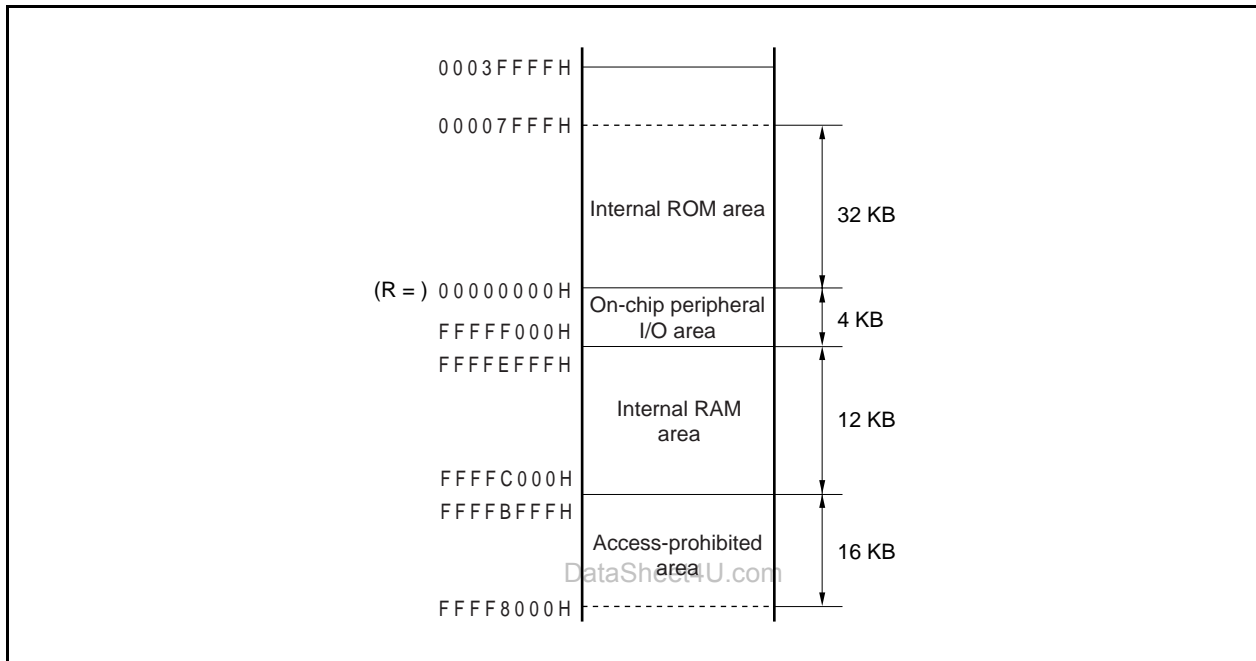 0003FFFFH
00007FFFH
Internal ROM area
32 KB
(R = ) 00000000H
On-chip peripheral
I/O area
4 KB
FFFFF000H
FFFFEFFFH
Internal RAM
area
12 KB
FFFFC000H
FFFFBFFFH
Access-prohibited
area
16 KB
DataSheet4U.com
FFFF8000H